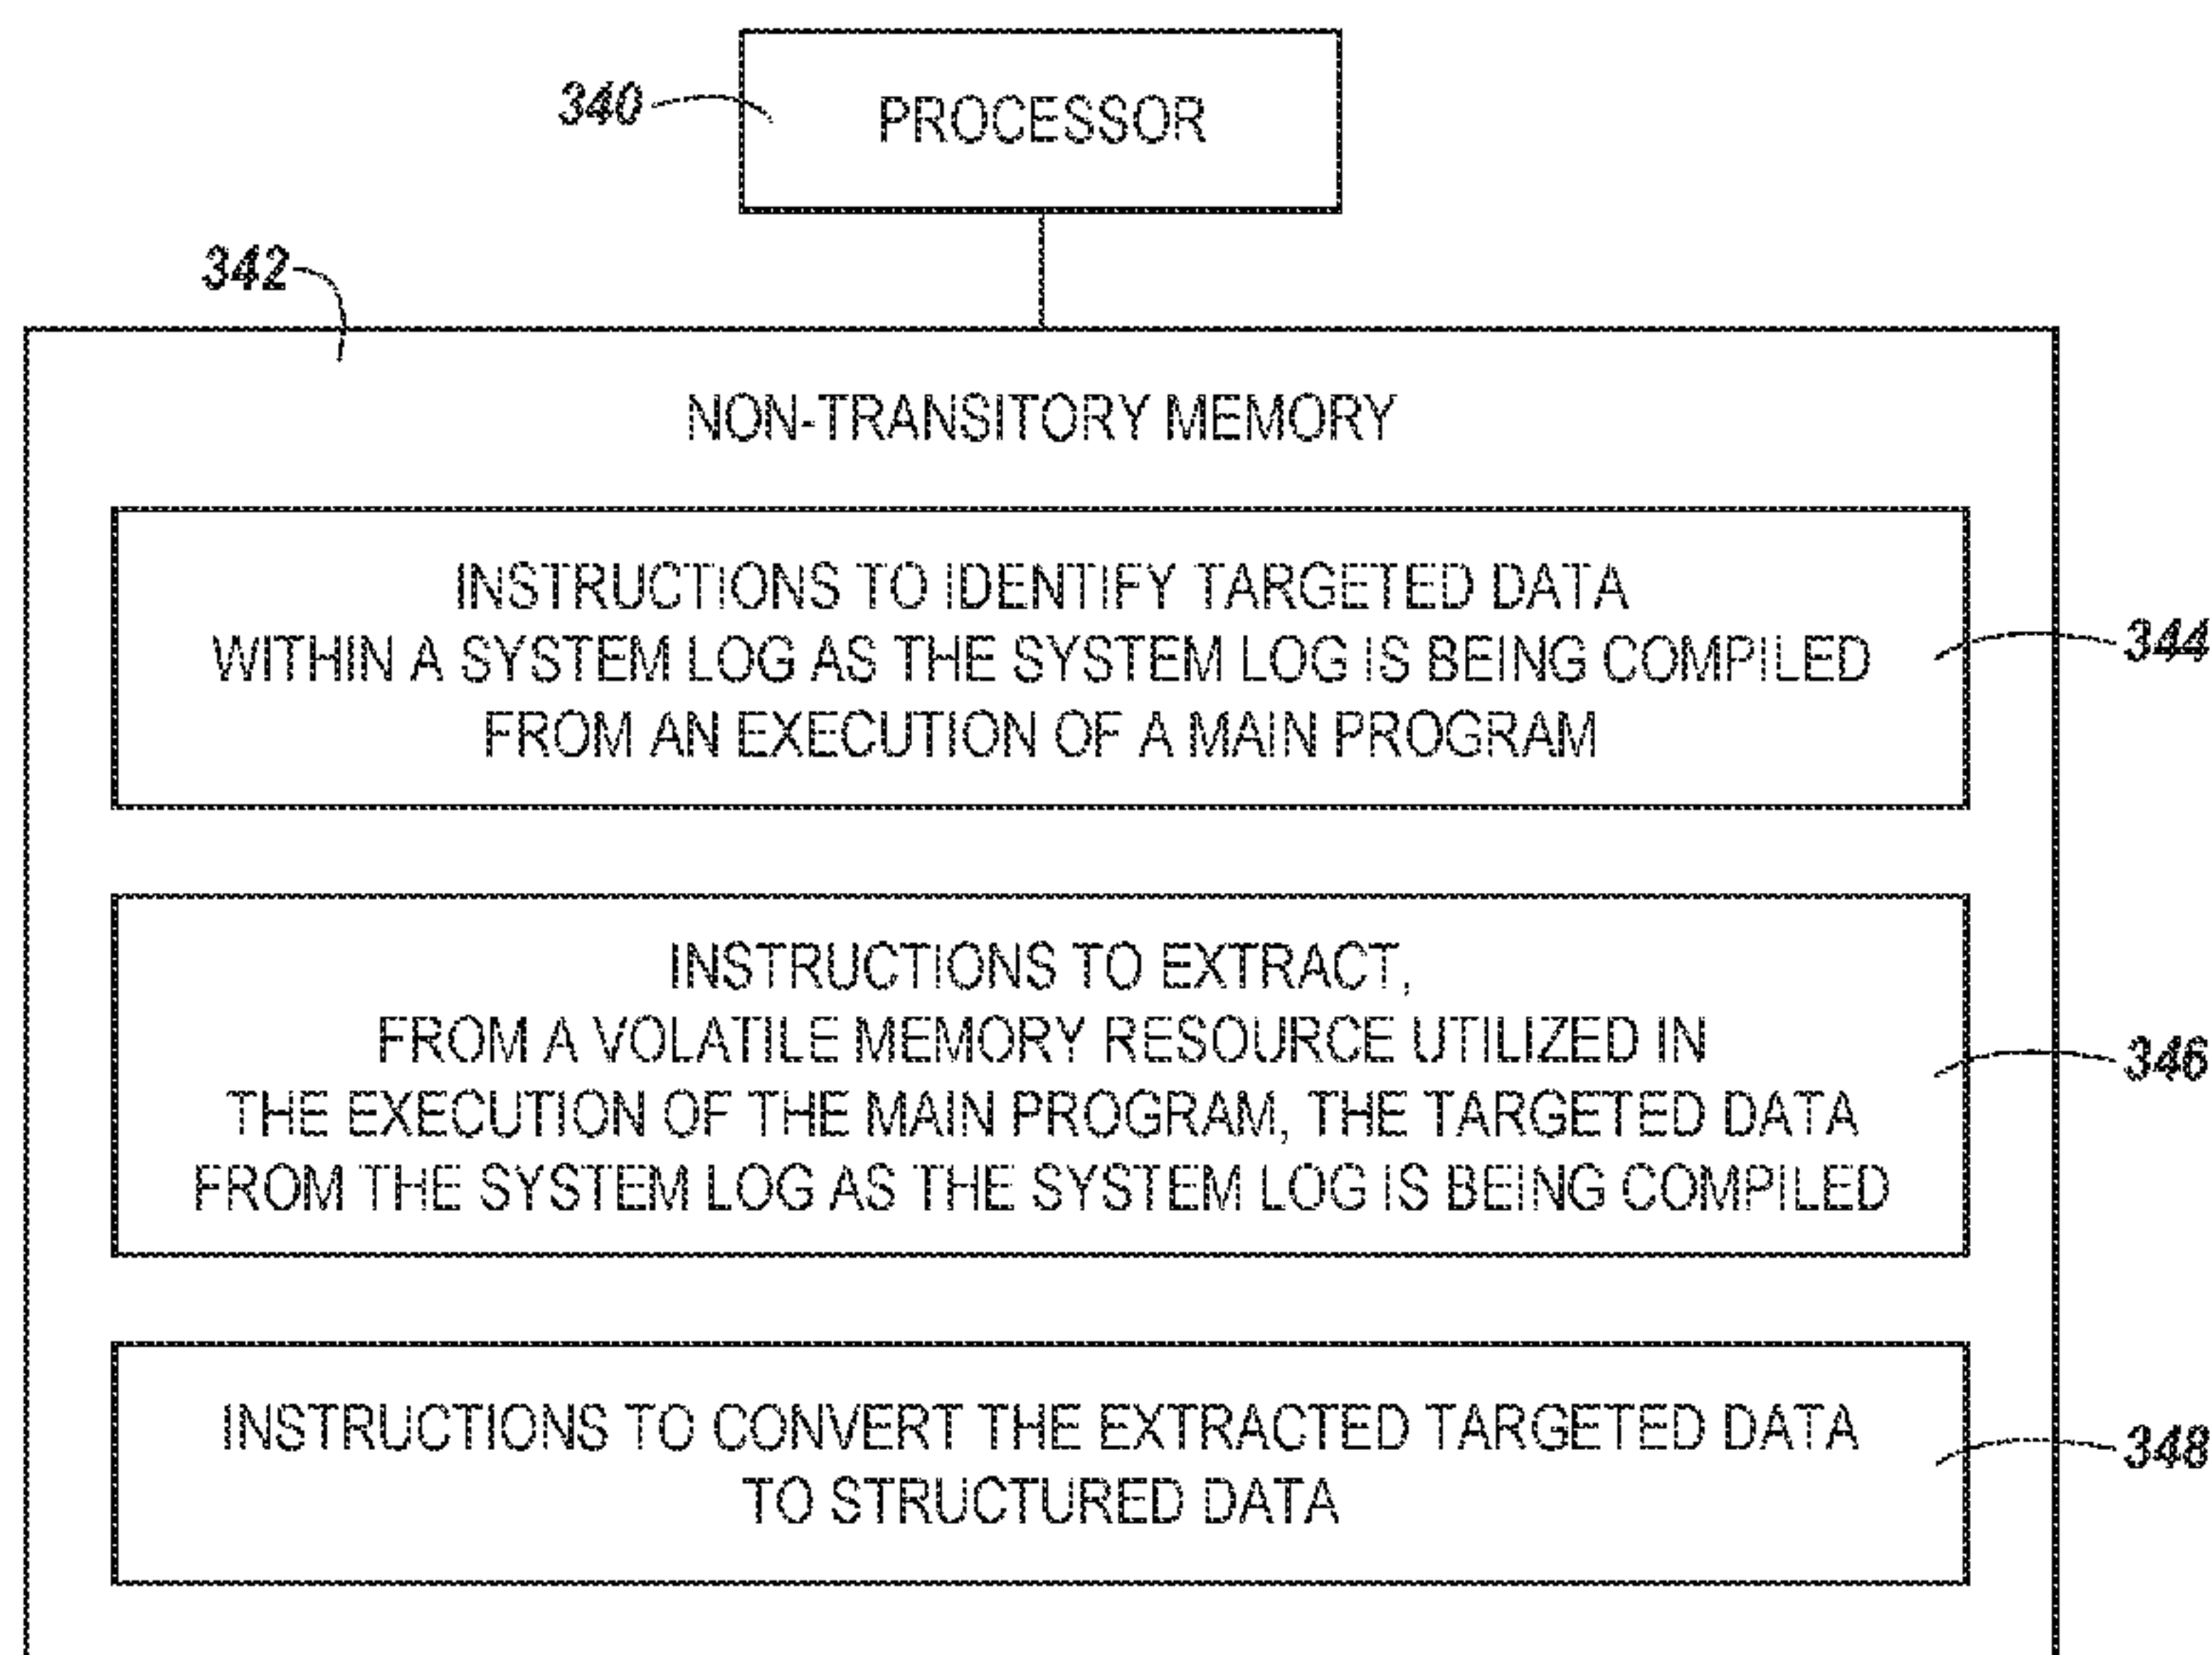 340
PROCESSOR
342
NON-TRANSITORY MEMORY
INSTRUCTIONS TO IDENTIFY TARGETED DATA
WITHIN A SYSTEM LOG AS THE SYSTEM LOG IS BEING COMPILED
FROM AN EXECUTION OF A MAIN PROGRAM
344
INSTRUCTIONS TO EXTRACT,
FROM A VOLATILE MEMORY RESOURCE UTILIZED IN
THE EXECUTION OF THE MAIN PROGRAM, THE TARGETED DATA
FROM THE SYSTEM LOG AS THE SYSTEM LOG IS BEING COMPILED
346
INSTRUCTIONS TO CONVERT THE EXTRACTED TARGETED DATA
TO STRUCTURED DATA
348